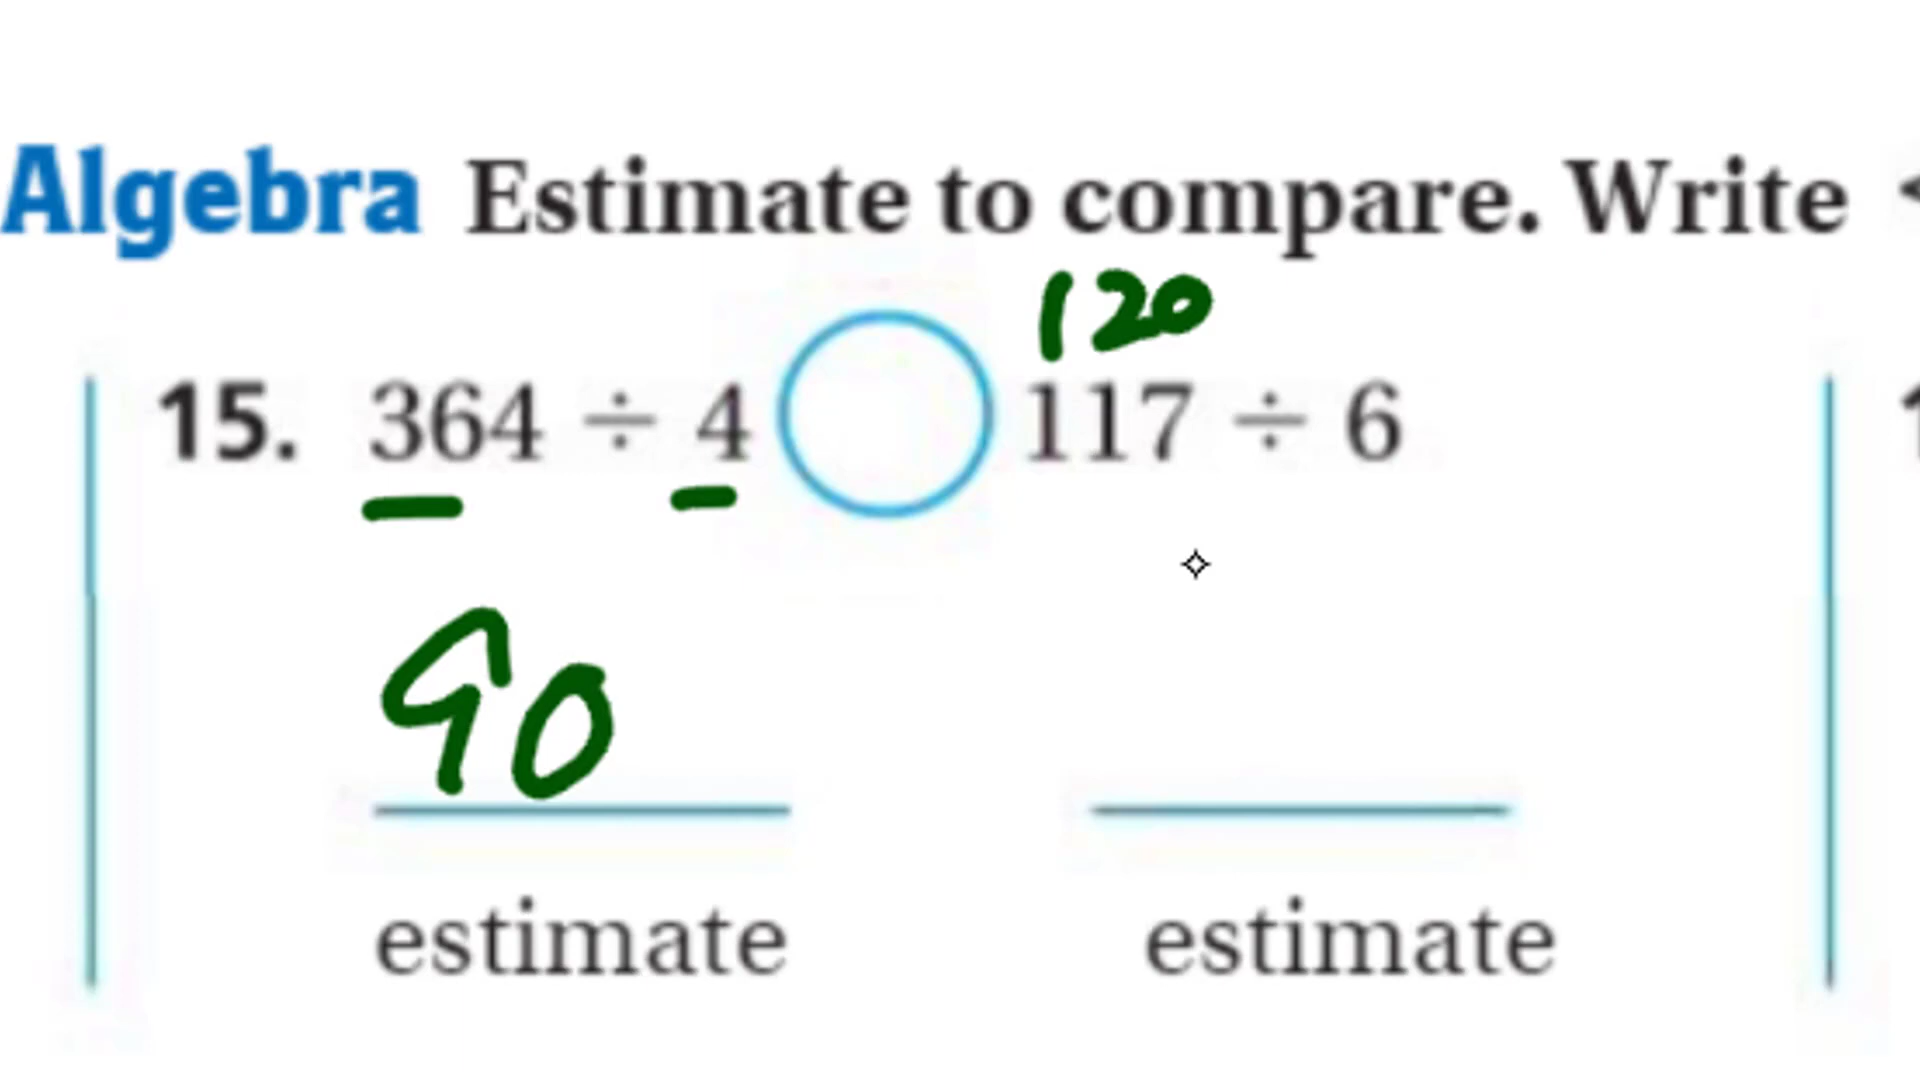 Algebra Estimate to compare. Write <
120
15. 364 ÷ 4 117 ÷ 6
90
estimate estimate